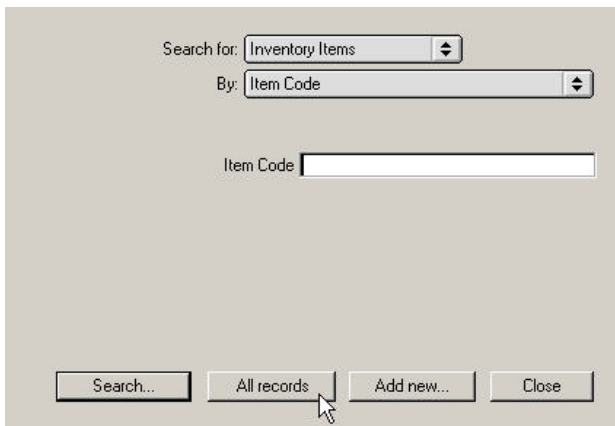 Search for: Inventory Items
By: Item Code
Item Code
Search... All records Add new... Close